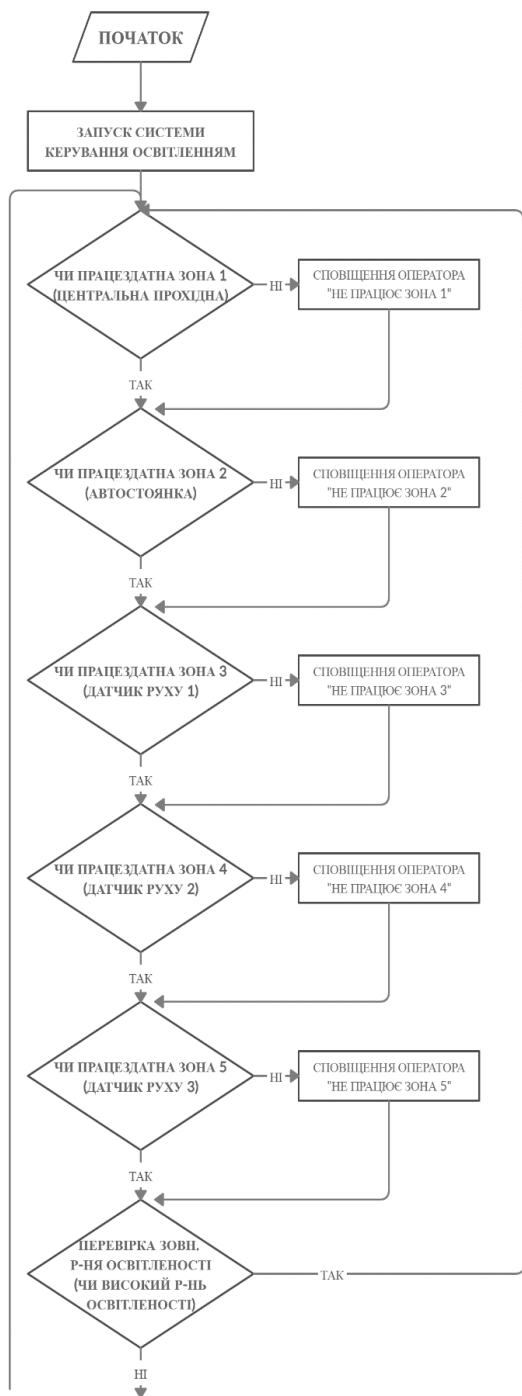 ПОЧАТОК
ЗАПУСК СИСТЕМИ
КЕРУВАННЯ ОСВІТЛЕННЯМ
ЧИ ПРАЦЕЗДАТНА ЗОНА 1
(ЦЕНТРАЛЬНА ПРОХІДНА)
НІ
СПОВІЩЕННЯ ОПЕРАТОРА
"НЕ ПРАЦЮЄ ЗОНА 1"
ТАК
ЧИ ПРАЦЕЗДАТНА ЗОНА 2
(АВТОСТОЯНКА)
НІ
СПОВІЩЕННЯ ОПЕРАТОРА
"НЕ ПРАЦЮЄ ЗОНА 2"
ТАК
ЧИ ПРАЦЕЗДАТНА ЗОНА 3
(ДАТЧИК РУХУ 1)
НІ
СПОВІЩЕННЯ ОПЕРАТОРА
"НЕ ПРАЦЮЄ ЗОНА 3"
ТАК
ЧИ ПРАЦЕЗДАТНА ЗОНА 4
(ДАТЧИК РУХУ 2)
НІ
СПОВІЩЕННЯ ОПЕРАТОРА
"НЕ ПРАЦЮЄ ЗОНА 4"
ТАК
ЧИ ПРАЦЕЗДАТНА ЗОНА 5
(ДАТЧИК РУХУ 3)
НІ
СПОВІЩЕННЯ ОПЕРАТОРА
"НЕ ПРАЦЮЄ ЗОНА 5"
ТАК
ПЕРЕВІРКА ЗОВН.
Р-НЯ ОСВІТЛЕНОСТІ
(ЧИ ВИСОКИЙ Р-НЬ
ОСВІТЛЕНОСТІ)
ТАК
НІ